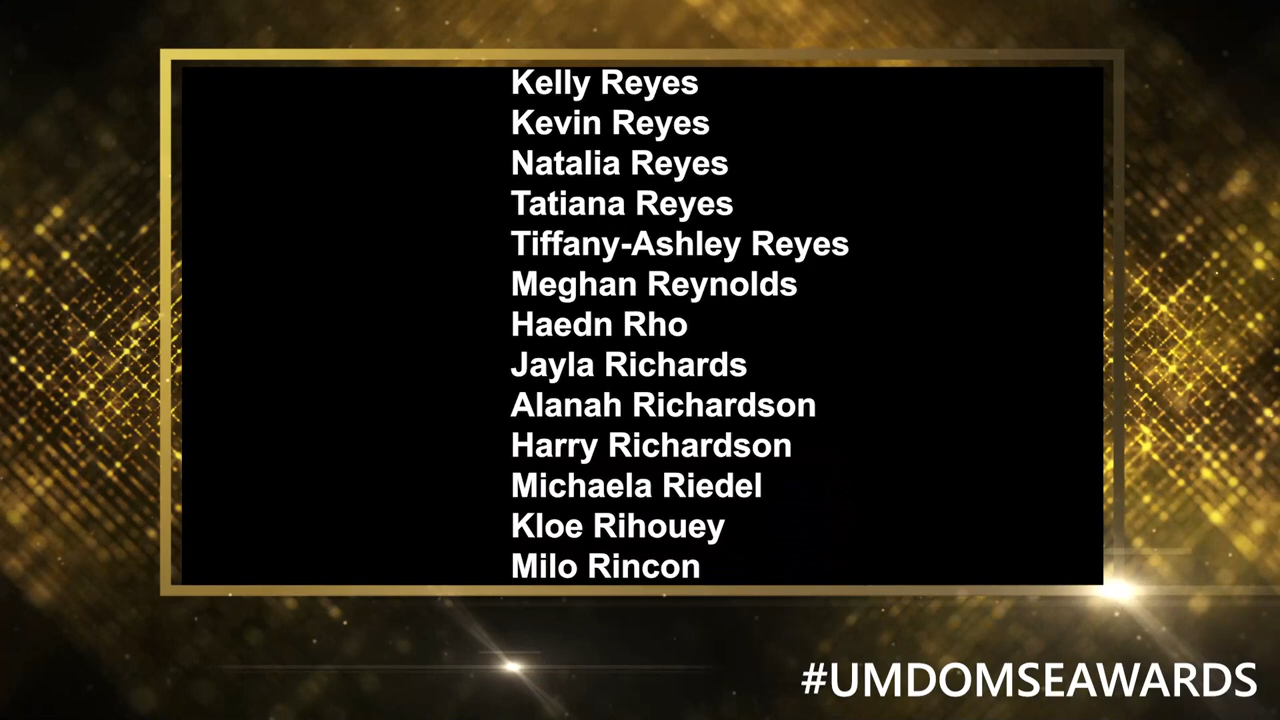 Kelly Reyes
Kevin Reyes
Natalia Reyes
Tatiana Reyes
Tiffany-Ashley Reyes
Meghan Reynolds
Haedn Rho
Jayla Richards
Alanah Richardson
Harry Richardson
Michaela Riedel
Kloe Rihouey
Milo Rincon
#UMDOMSEAWARDS